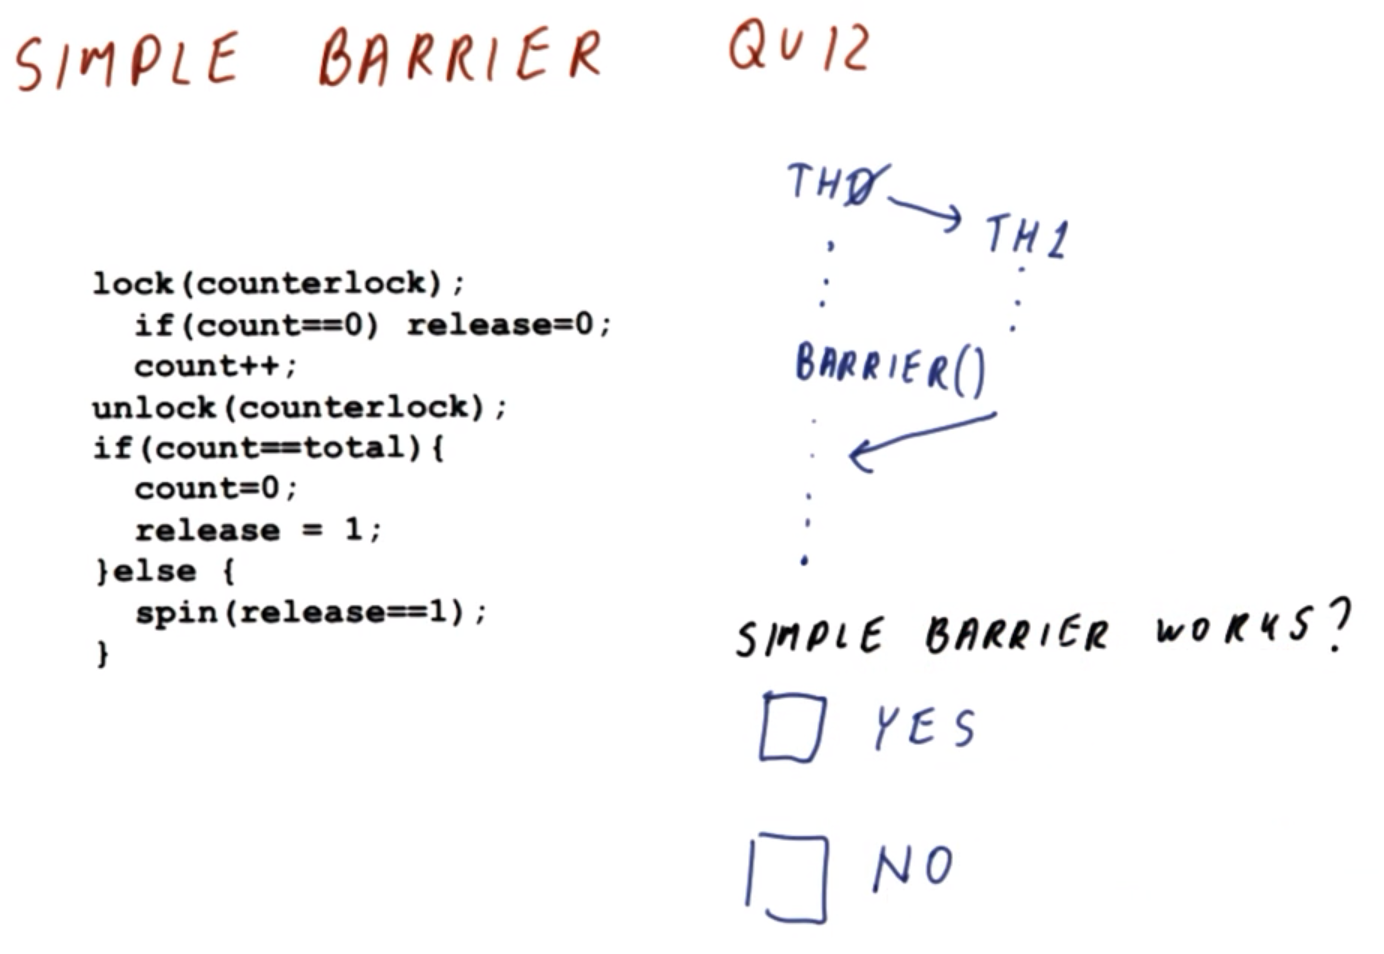 SIMPLE BARRIER QUIZ
lock(counterlock);
if(count==0) release=0;
count++;
unlock(counterlock);
if(count==total){
count=0;
release = 1;
}else {
spin(release==1);
}
TH0
TH1
BARRIER()
SIMPLE BARRIER WORKS?
YES
NO